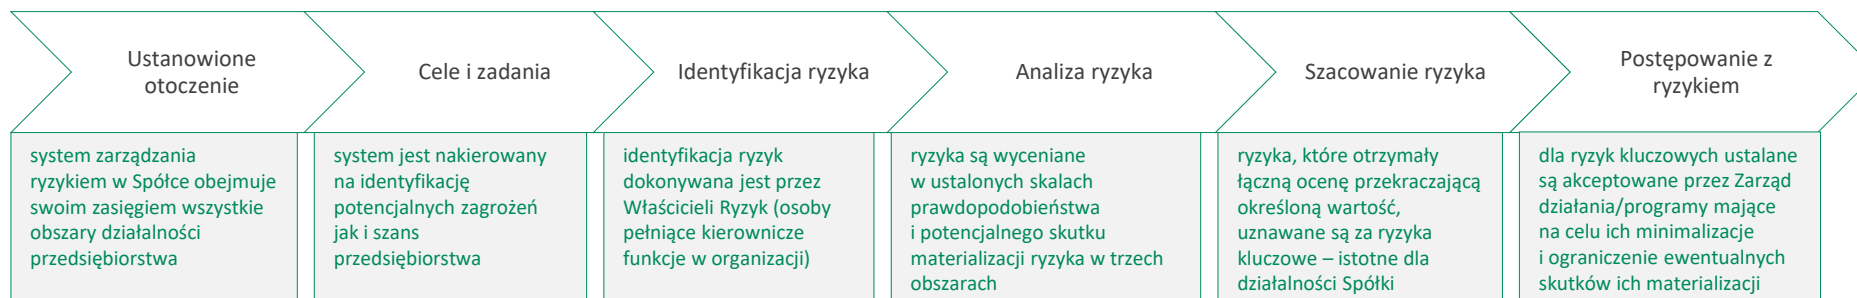 Ustanowione
otoczenie
Cele i zadania
Identyfikacja ryzyka
Analiza ryzyka
Szacowanie ryzyka
Postępowanie z
ryzykiem
system zarządzania
ryzykiem w Spółce obejmuje
swoim zasięgiem wszystkie
obszary działalności
przedsiębiorstwa
system jest nakierowany
na identyfikację
potencjalnych zagrożeń
jak i szans
przedsiębiorstwa
identyfikacja ryzyk
dokonywana jest przez
Właścicieli Ryzyk (osoby
pełniące kierownicze
funkcje w organizacji)
ryzyka są wyceniane
w ustalonych skalach
prawdopodobieństwa
i potencjalnego skutku
materializacji ryzyka w trzech
obszarach
ryzyka, które otrzymały
łączną ocenę przekraczającą
określoną wartość,
uznawane są za ryzyka
kluczowe – istotne dla
działalności Spółki
dla ryzyk kluczowych ustalane
są akceptowane przez Zarząd
działania/programy mające
na celu ich minimalizacje
i ograniczenie ewentualnych
skutków ich materializacji